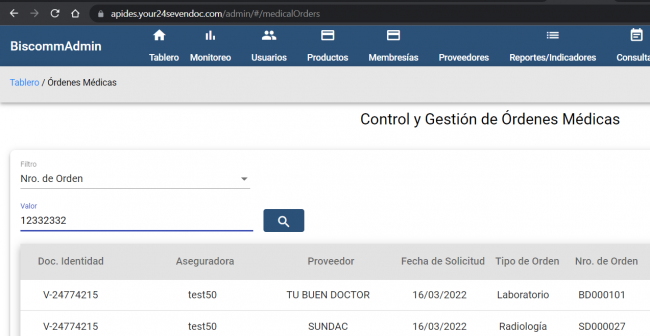 apides.your24sevendoc.com/admin/#/medicalOrders
BiscommAdmin
Tablero Monitoreo Usuarios Productos Membresías Proveedores Reportes/Indicadores
Tablero / Órdenes Médicas
Control y Gestión de Órdenes Médicas
Filtro
Nro. de Orden
Valor
12332332
Doc. Identidad Aseguradora Proveedor Fecha de Solicitud Tipo de Orden Nro. de Orden
V-24774215 test50 TU BUEN DOCTOR 16/03/2022 Laboratorio BD000101
V-24774215 test50 SUNDAC 16/03/2022 Radiología SD000027